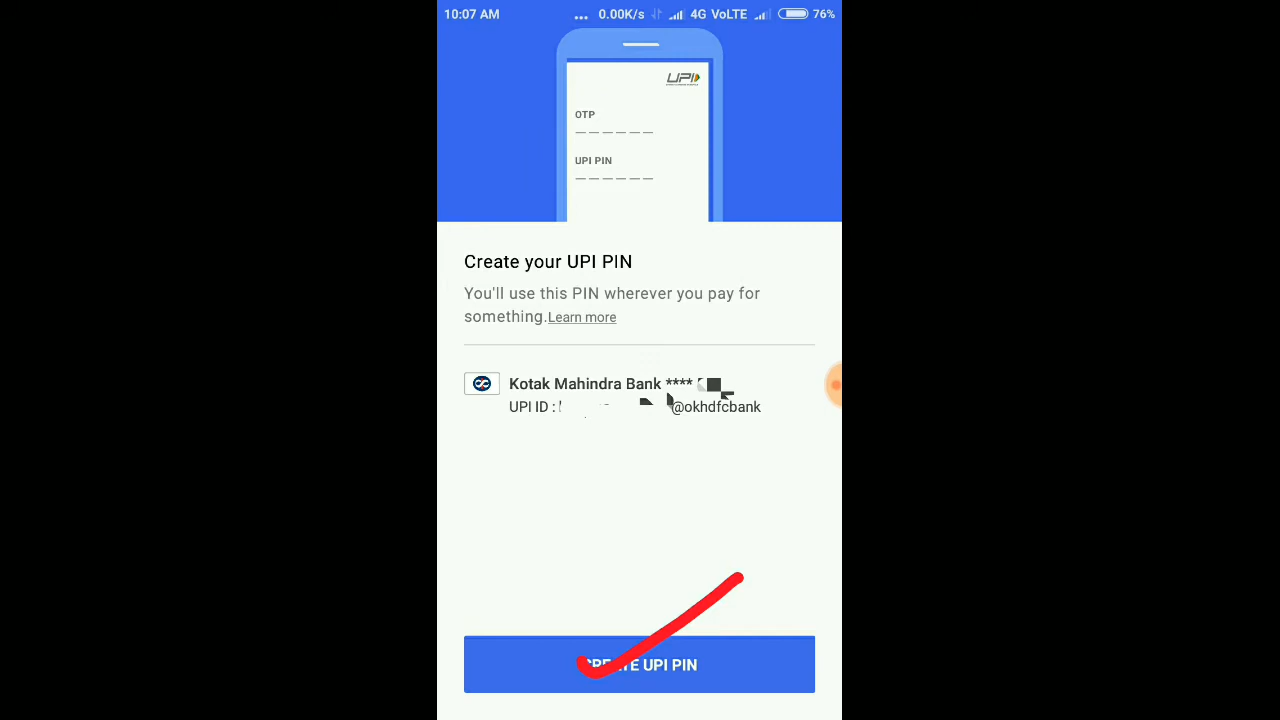 10:07 AM ... 0.00K/s 4G VoLTE 76%
UPI
OTP
UPI PIN
Create your UPI PIN
You'll use this PIN wherever you pay for
something.Learn more
Kotak Mahindra Bank ****
UPI ID : @okhdfcbank
CREATE UPI PIN